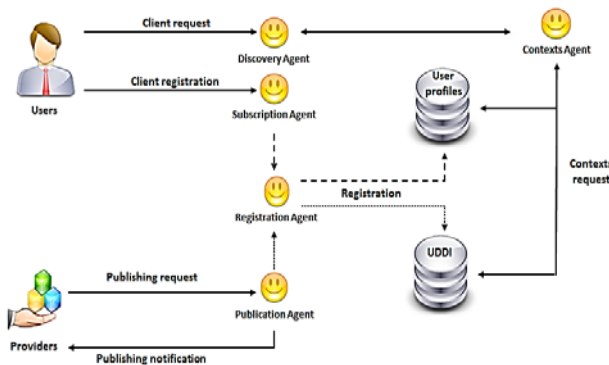 Client request
Discovery Agent
Contexts Agent
Client registration
Users
Subscription Agent
User
profiles
Contexts
request
Registration
Registration Agent
UDDI
Publishing request
Publication Agent
Providers
Publishing notification